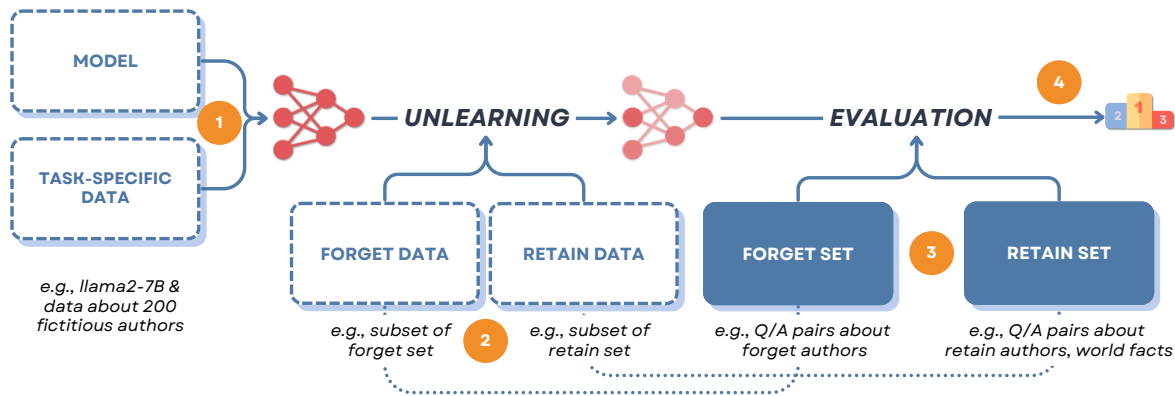 MODEL
TASK-SPECIFIC
DATA
e.g., llama2-7B &
data about 200
fictitious authors
1
UNLEARNING
FORGET DATA
RETAIN DATA
e.g., subset of
forget set
2
e.g., subset of
retain set
EVALUATION
FORGET SET
3
RETAIN SET
e.g., Q/A pairs about
forget authors
e.g., Q/A pairs about
retain authors, world facts
4
2
1
3